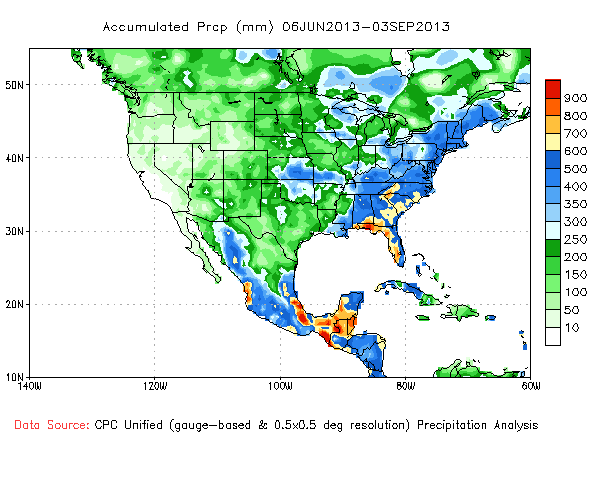 Accumulated Prcp (mm) 06JUN2013-03SEP2013
50N
40N
30N
20N
10N
140W 120W 100W 80W 60W
900
800
700
600
500
400
350
300
250
200
150
100
50
10
Data Source: CPC Unified (gauge-based & 0.5x0.5 deg resolution) Precipitation Analysis